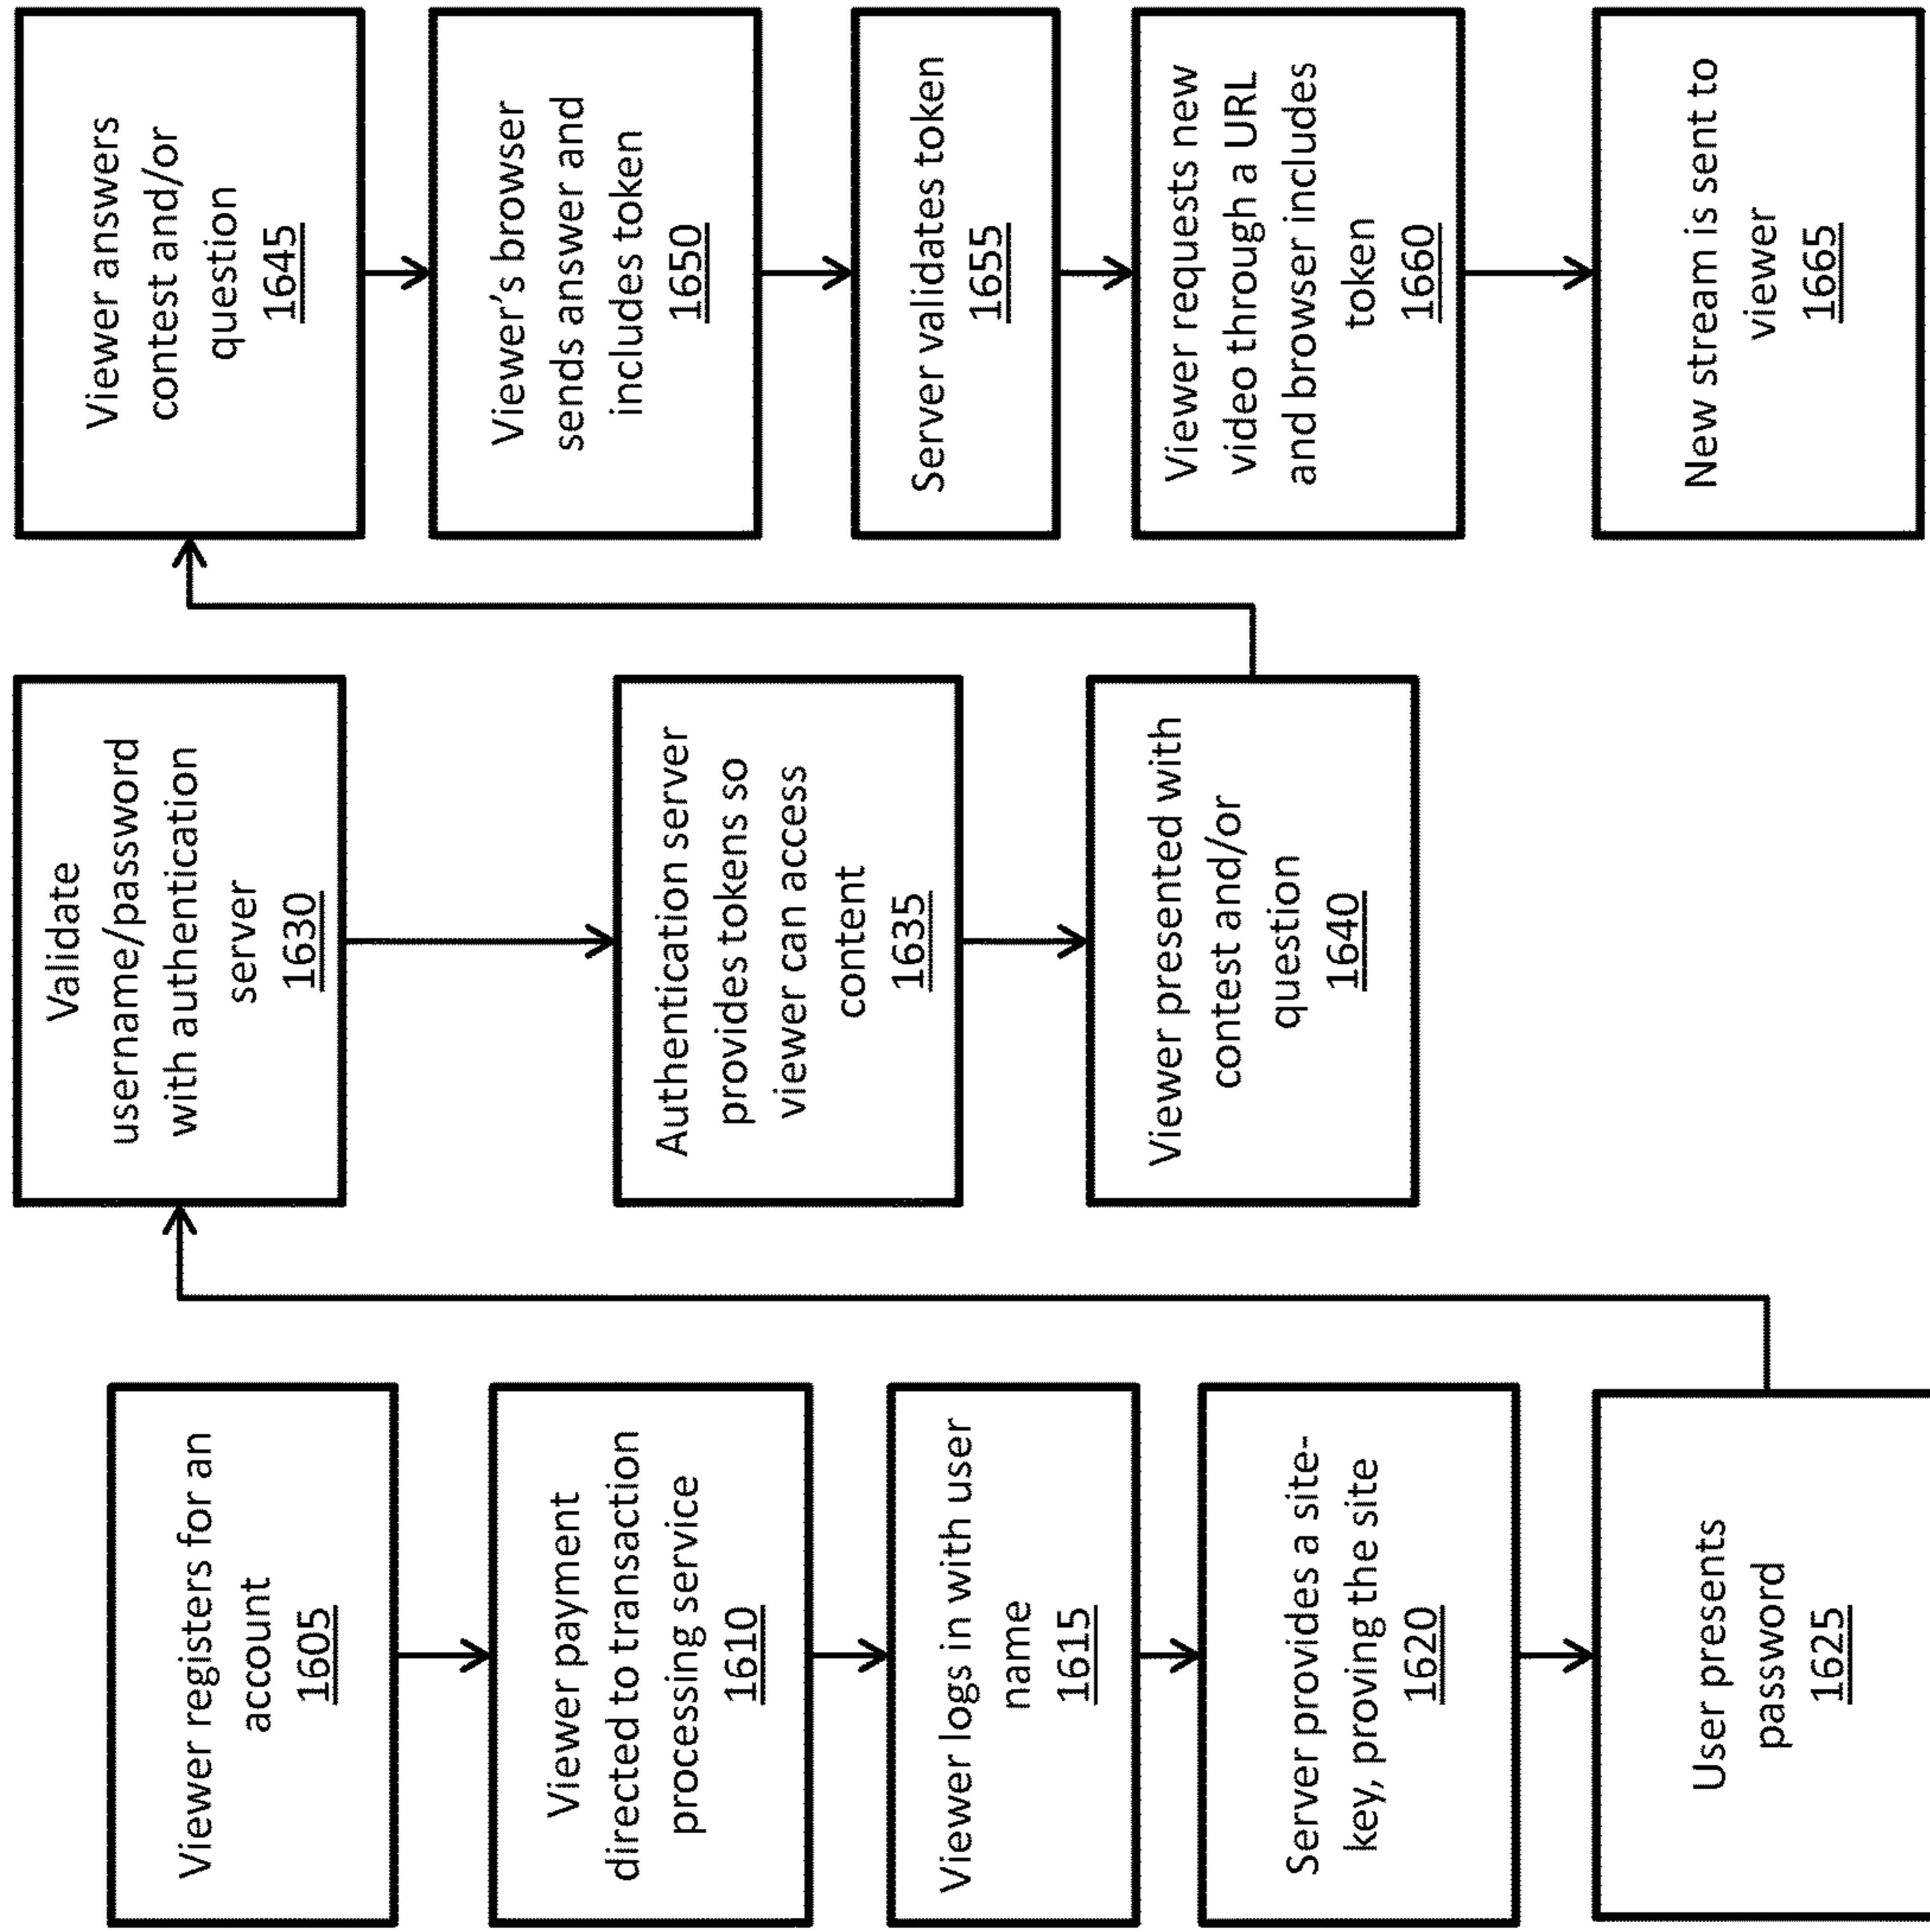 Viewer registers for an
account
1605
Viewer payment
directed to transaction
processing service
1610
Viewer logs in with user
name
1615
Server provides a site-
key, proving the site
1620
User presents
password
1625
Validate
username/password
with authentication
server
1630
Authentication server
provides tokens so
viewer can access
content
1635
Viewer presented with
contest and/or
question
1640
Viewer answers
contest and/or
question
1645
Viewer's browser
sends answer and
includes token
1650
Server validates token
1655
Viewer requests new
video through a URL
and browser includes
token
1660
New stream is sent to
viewer
1665